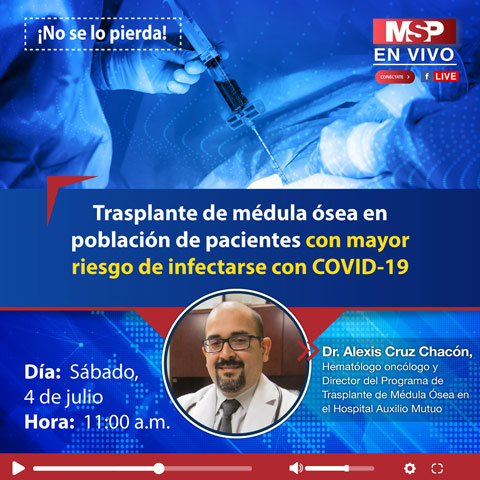 ¡No se lo pierda!
MSP
EN VIVO
CONÉCTATE
f LIVE
Trasplante de médula ósea en
población de pacientes con mayor
riesgo de infectarse con COVID-19
Dr. Alexis Cruz Chacón,
Hematólogo oncólogo y
Director del Programa de
Trasplante de Médula Ósea en
el Hospital Auxilio Mutuo
Día: Sábado,
4 de julio
Hora: 11:00 a.m.